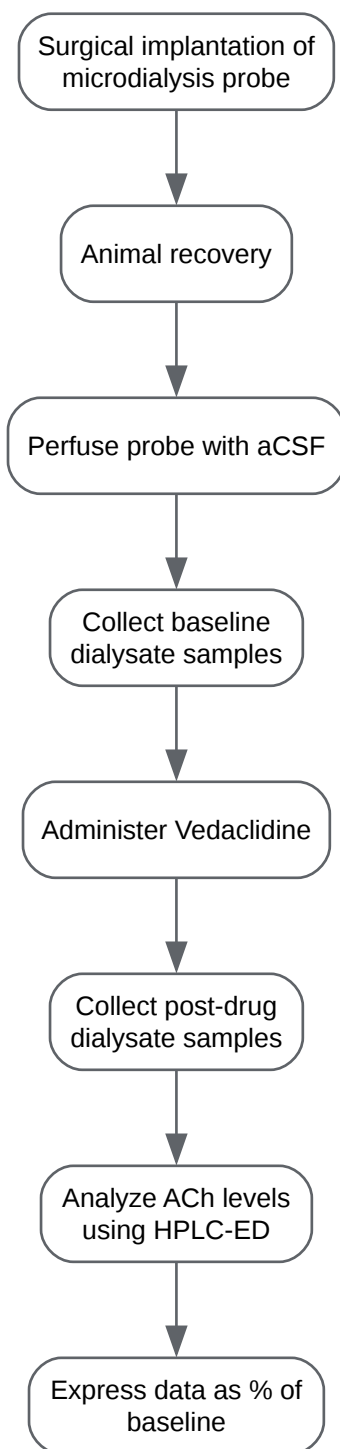 Surgical implantation of
microdialysis probe
Animal recovery
Perfuse probe with aCSF
Collect baseline
dialysate samples
Administer Vedaclidine
Collect post-drug
dialysate samples
Analyze ACh levels
using HPLC-ED
Express data as % of
baseline